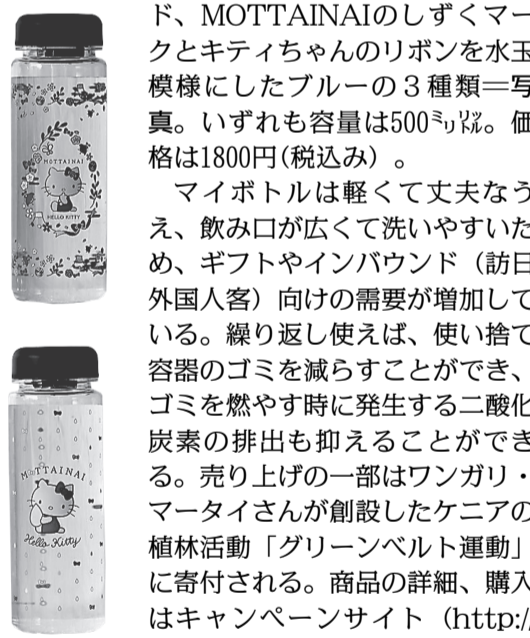 ド、MOTTAINAIのしずくマー
クとキティちゃんのリボンを水玉
模様にしたブルーの3種類＝写
真。いずれも容量は500㍉㍑。価
格は1800円(税込み）。
　マイボトルは軽くて丈夫なう
え、飲み口が広くて洗いやすいた
め、ギフトやインバウンド（訪日
外国人客）向けの需要が増加して
いる。繰り返し使えば、使い捨て
容器のゴミを減らすことができ、
ゴミを燃やす時に発生する二酸化
炭素の排出も抑えることができ
る。売り上げの一部はワンガリ・
マータイさんが創設したケニアの
植林活動「グリーンベルト運動」
に寄付される。商品の詳細、購入
はキャンペーンサイト（http:/
MOTTAINAI
HELLO KITTY
MOTTAINAI
Hello Kitty